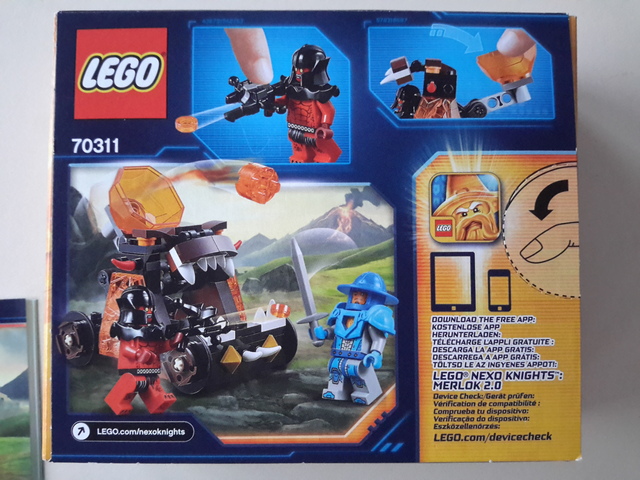 LEGO
70311
LEGO
DOWNLOAD THE FREE APP:
KOSTENLOSE APP
HERUNTERLADEN:
TÉLÉCHARGE L'APPLI GRATUITE :
DESCARGA LA APP GRATIS:
DESCARREGA A APP GRÁTIS:
TÖLTSD LE AZ INGYENES APPOT:
LEGO® NEXO KNIGHTS™:
MERLOK 2.0
Device Check/Gerät prüfen:
Vérification de compatibilité :
Comprueba tu dispositivo:
Verificação do dispositivo:
Eszközellenőrzés:
LEGO.com/devicecheck
LEGO.com/nexoknights